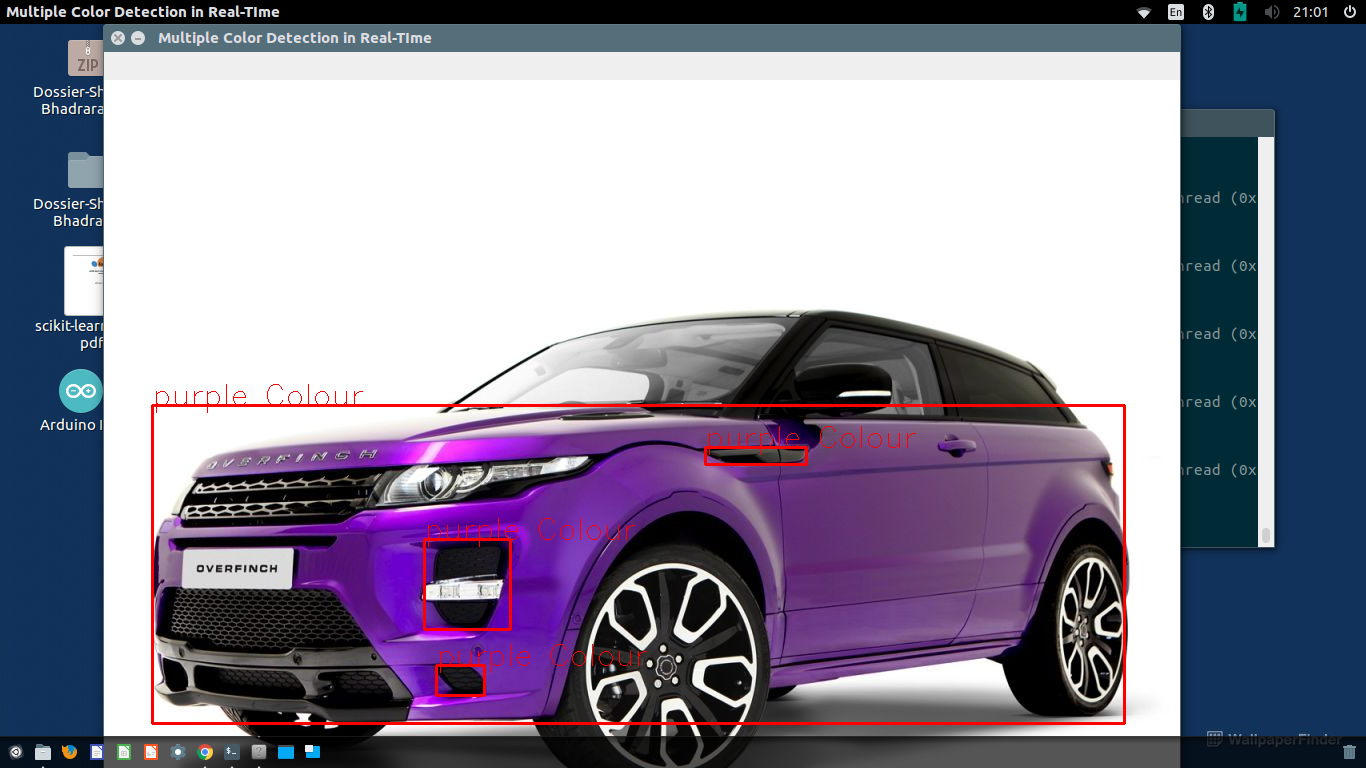 Multiple Color Detection in Real-TIme
En
21:01
Multiple Color Detection in Real-TIme
ZIP
Dossier-Sh
Bhadrara
Dossier-Sh
Bhadra
scikit-learn
pdf
Arduino I
hread (0x
hread (0x
hread (0x
hread (0x
hread (0x
purple Colour
purple Colour
OVERFINCH
purple Colour
OVERFINCH
purple Colour
WallpaperFinder